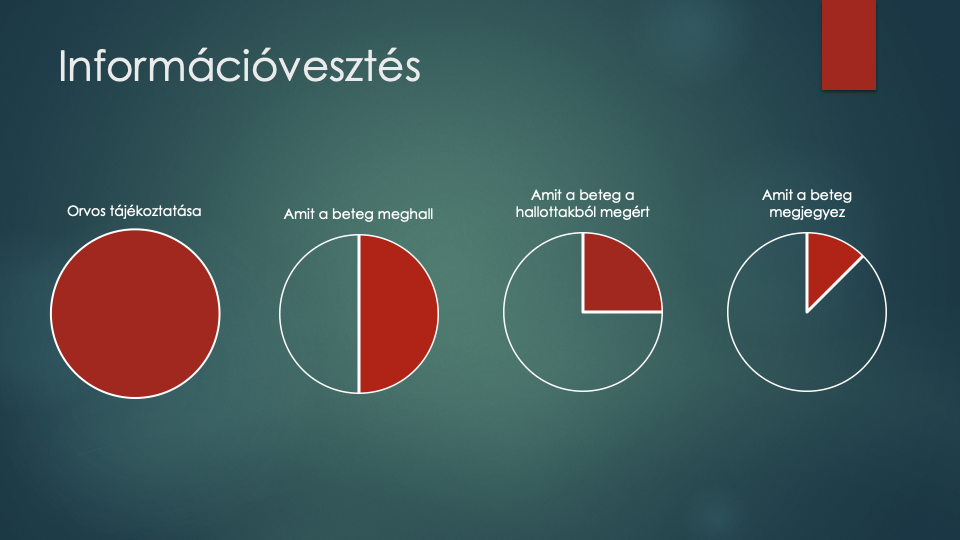 Információvesztés
Orvos tájékoztatása
Amit a beteg meghall
Amit a beteg a
hallottakból megért
Amit a beteg
megjegyez